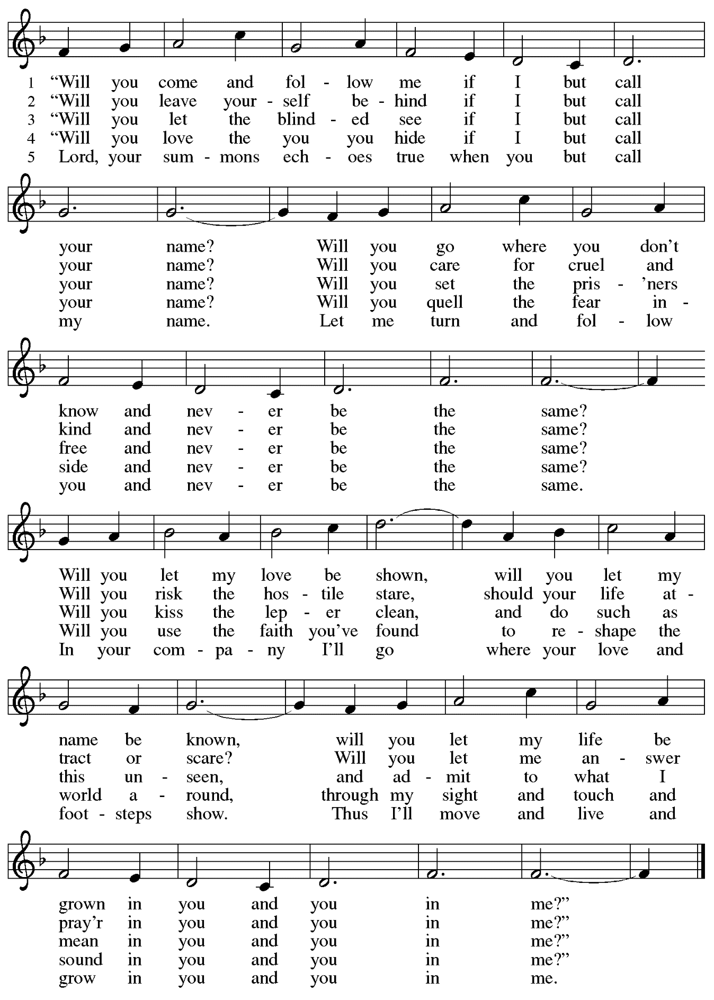 1 “Will you come and fol - low me if I but call
2 “Will you leave your - self be - hind if I but call
3 “Will you let the blind - ed see if I but call
4 “Will you love the you you hide if I but call
5 Lord, your sum - mons ech - oes true when you but call
your name? Will you go where you don’t
your name? Will you care for cruel and
your name? Will you set the pris - ’ners
your name? Will you quell the fear in -
my name. Let me turn and fol - low
know and nev - er be the same?
kind and nev - er be the same?
free and nev - er be the same?
side and nev - er be the same?
you and nev - er be the same.
Will you let my love be shown, will you let my
Will you risk the hos - tile stare, should your life at -
Will you kiss the lep - er clean, and do such as
Will you use the faith you’ve found to re - shape the
In your com - pa - ny I’ll go where your love and
name be known, will you let my life be
tract or scare? Will you let me an - swer
this un - seen, and ad - mit to what I
world a - round, through my sight and touch and
foot - steps show. Thus I’ll move and live and
grown in you and you in me?”
pray’r in you and you in me?”
mean in you and you in me?”
sound in you and you in me?”
grow in you and you in me.